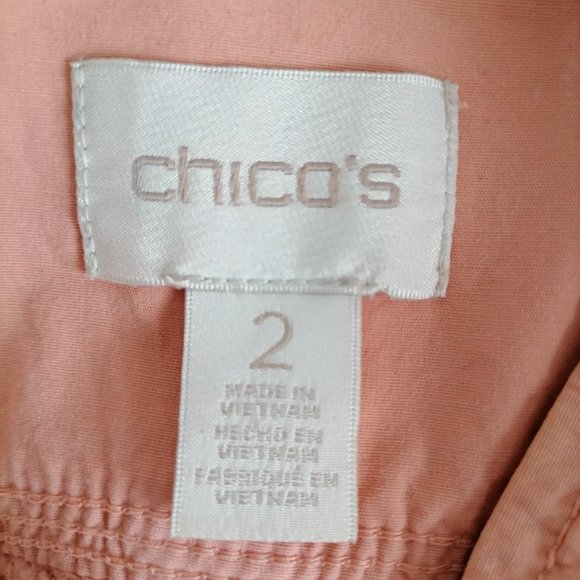 chico's
2
MADE IN
VIETNAM
HECHO EN
VIETNAM
FABRIQUÉ EN
VIETNAM